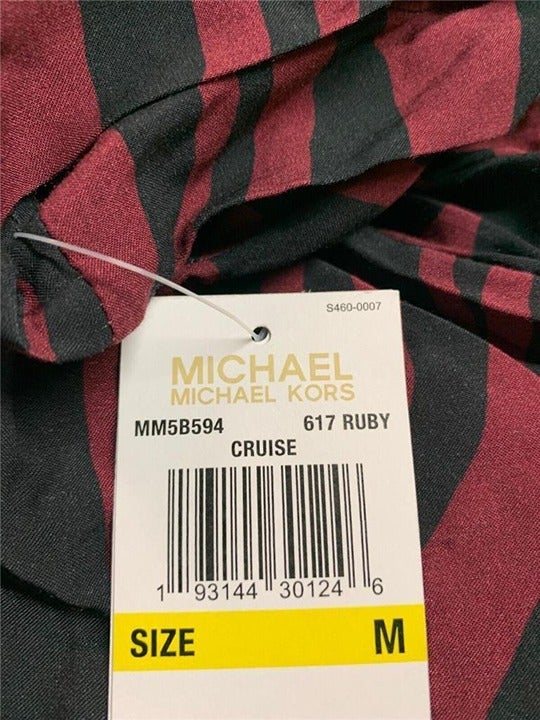 S460-0007
MICHAEL
MICHAEL KORS
MM5B594 617 RUBY
CRUISE
1 93144 30124 6
SIZE M